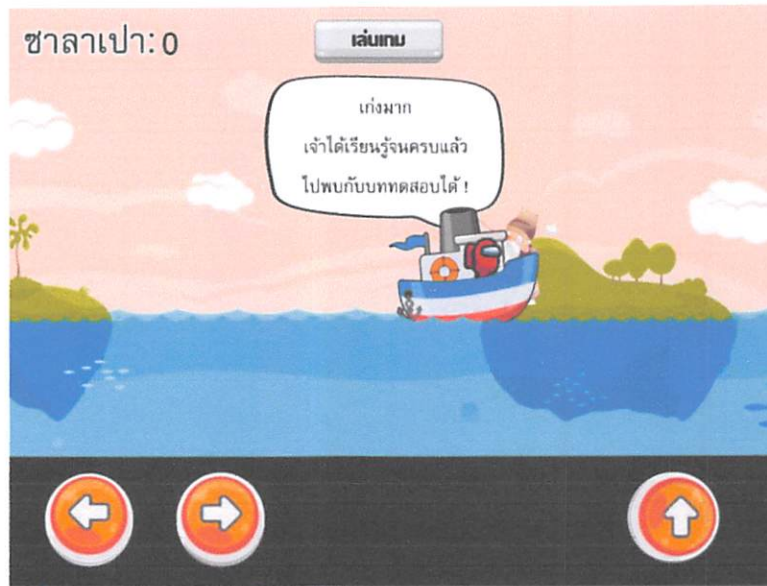 ซาลาเปา: 0
เล่นเกม
เก่งมาก
เจ้าได้เรียนรู้จนครบแล้ว
ไปพบกับบททดสอบได้ !